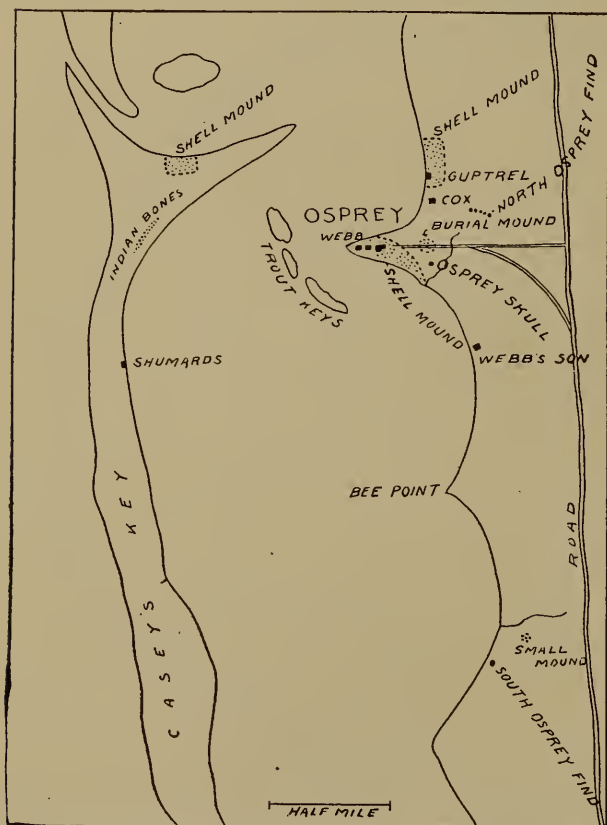 SHELL MOUND
SHELL MOUND
NORTH OSPREY FIND
GUPTREL
COX
INDIAN BONES
OSPREY
BURIAL MOUND
WEBB
TROUT KEYS
SHELL MOUND
OSPREY SKULL
WEBB'S SON
SHUMARDS
BEE POINT
ROAD
CASEY'S KEY
SMALL
MOUND
SOUTH OSPREY FIND
HALF MILE